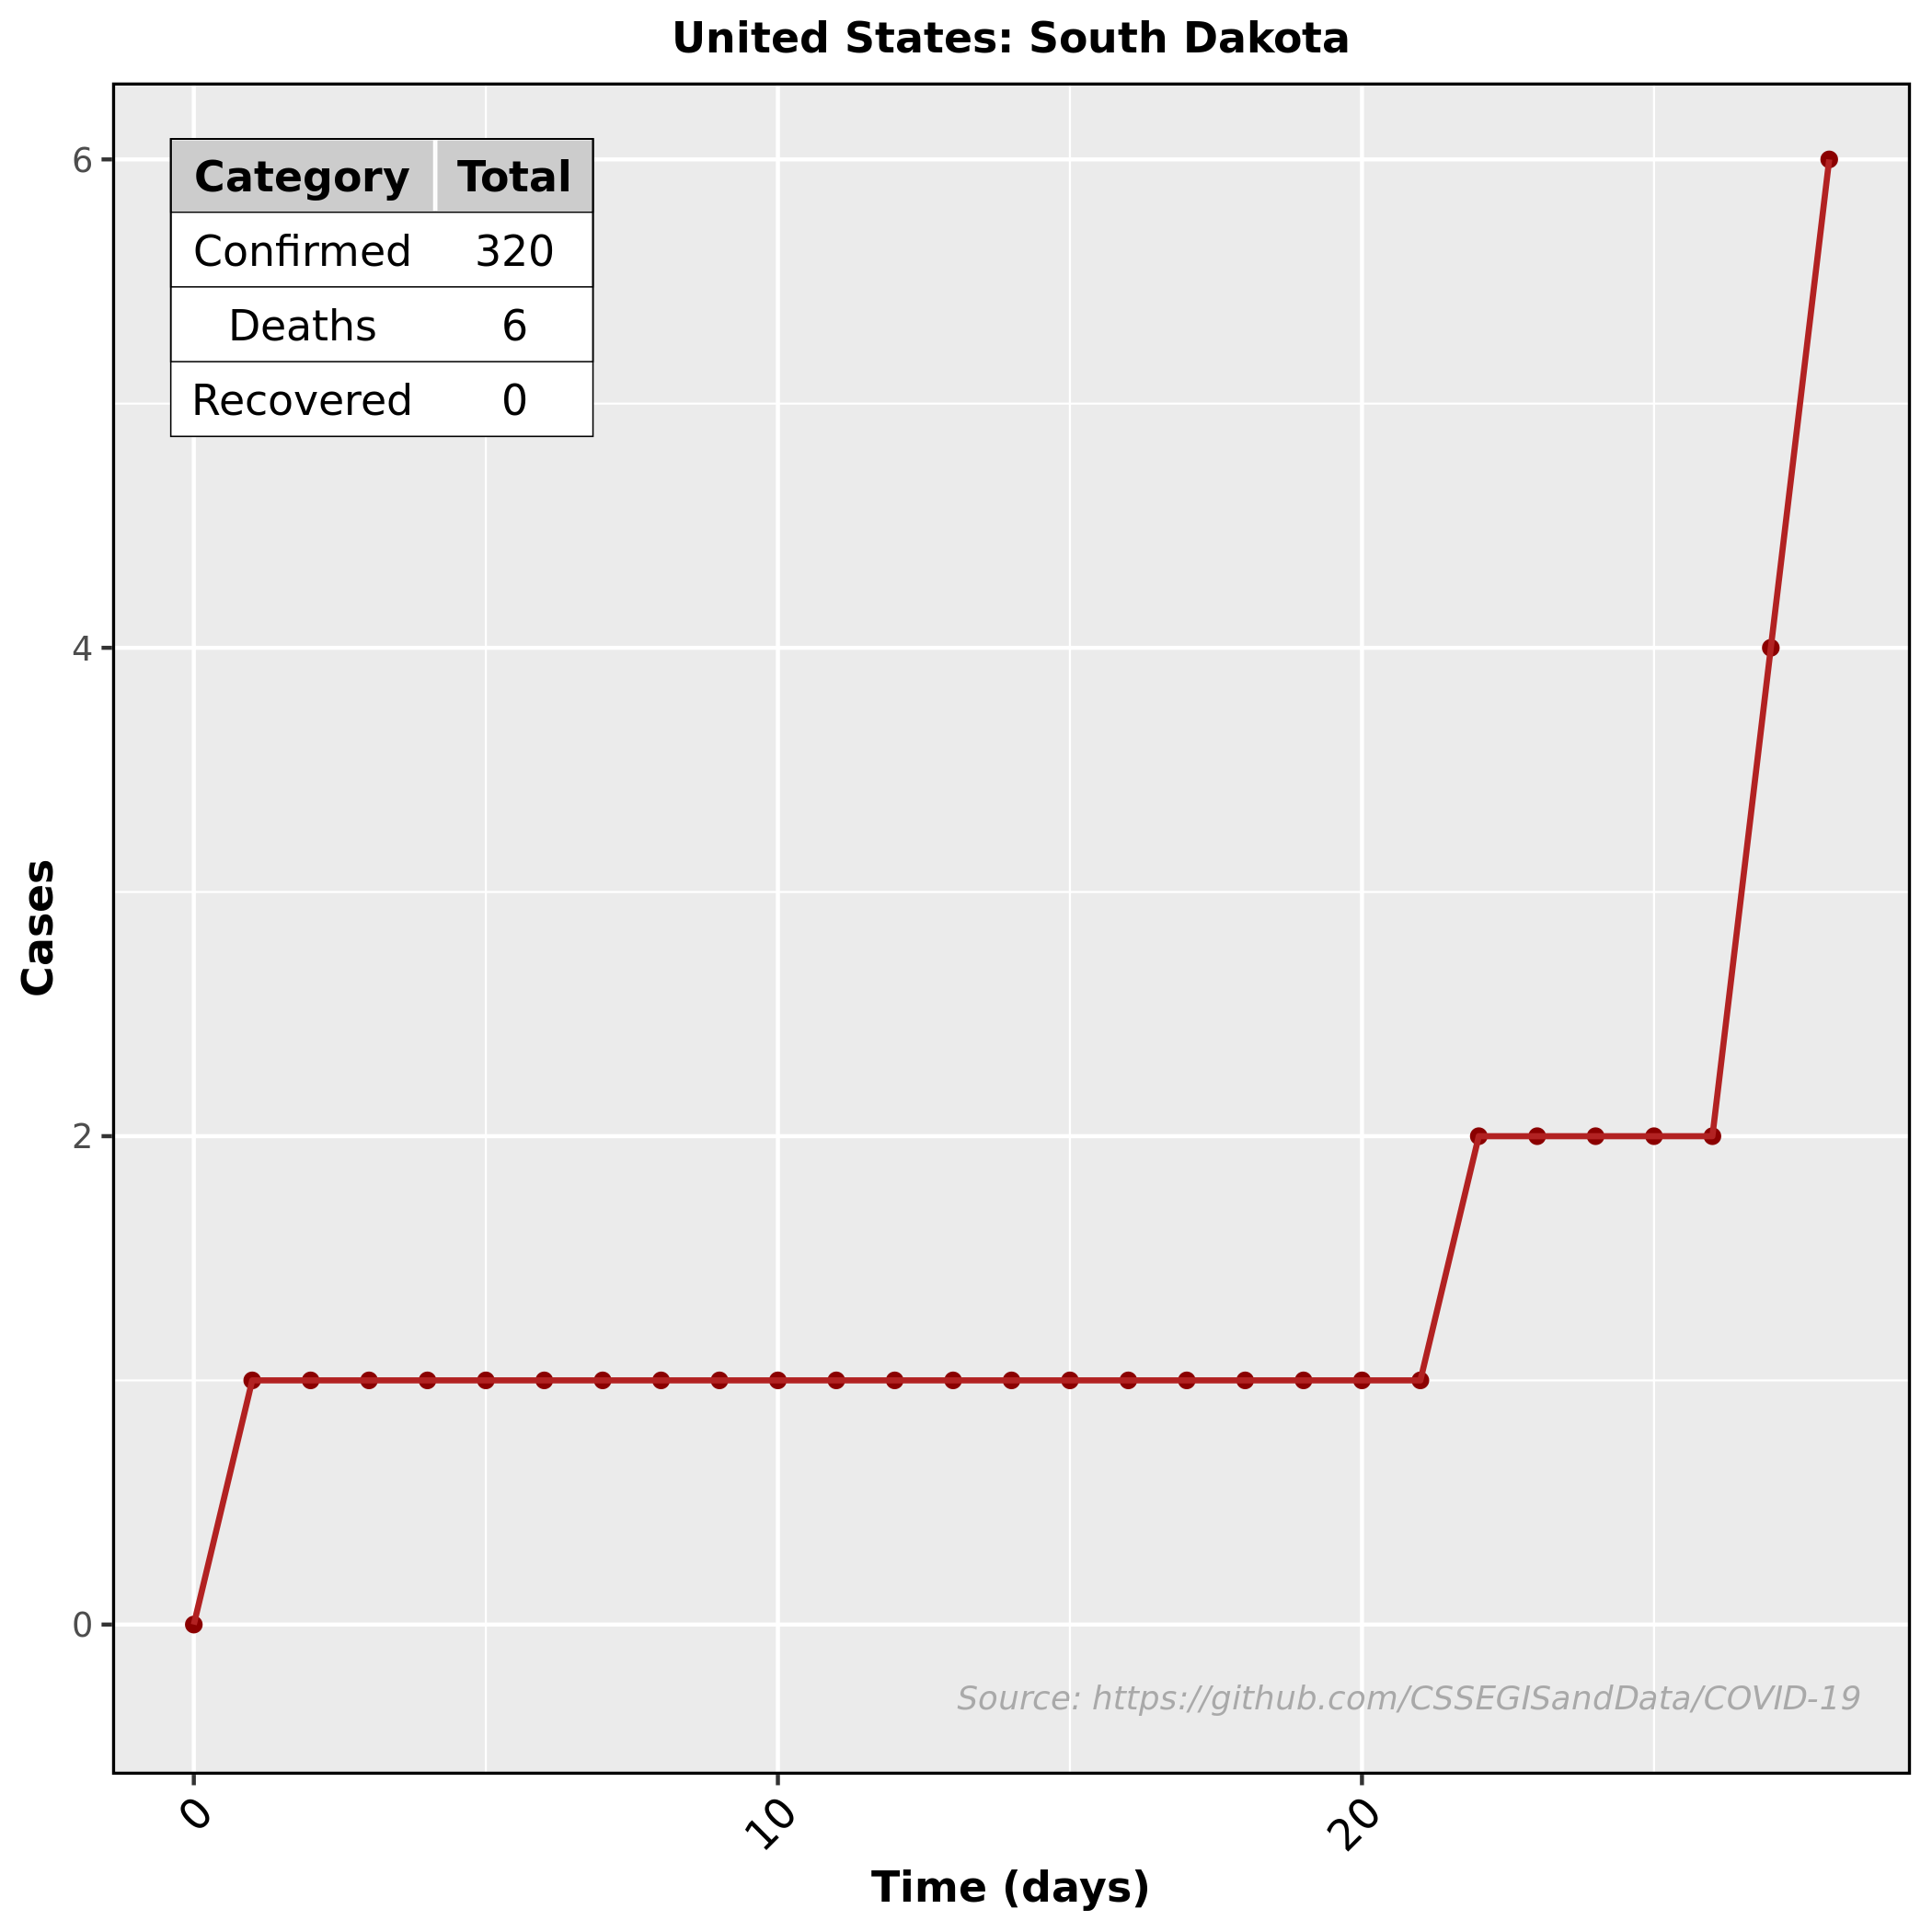 United States: South Dakota
Category Total
Confirmed 320
Deaths 6
Recovered 0
6
4
2
0
Cases
Source: https://github.com/CSSEGISandData/COVID-19
0 10 20
Time (days)